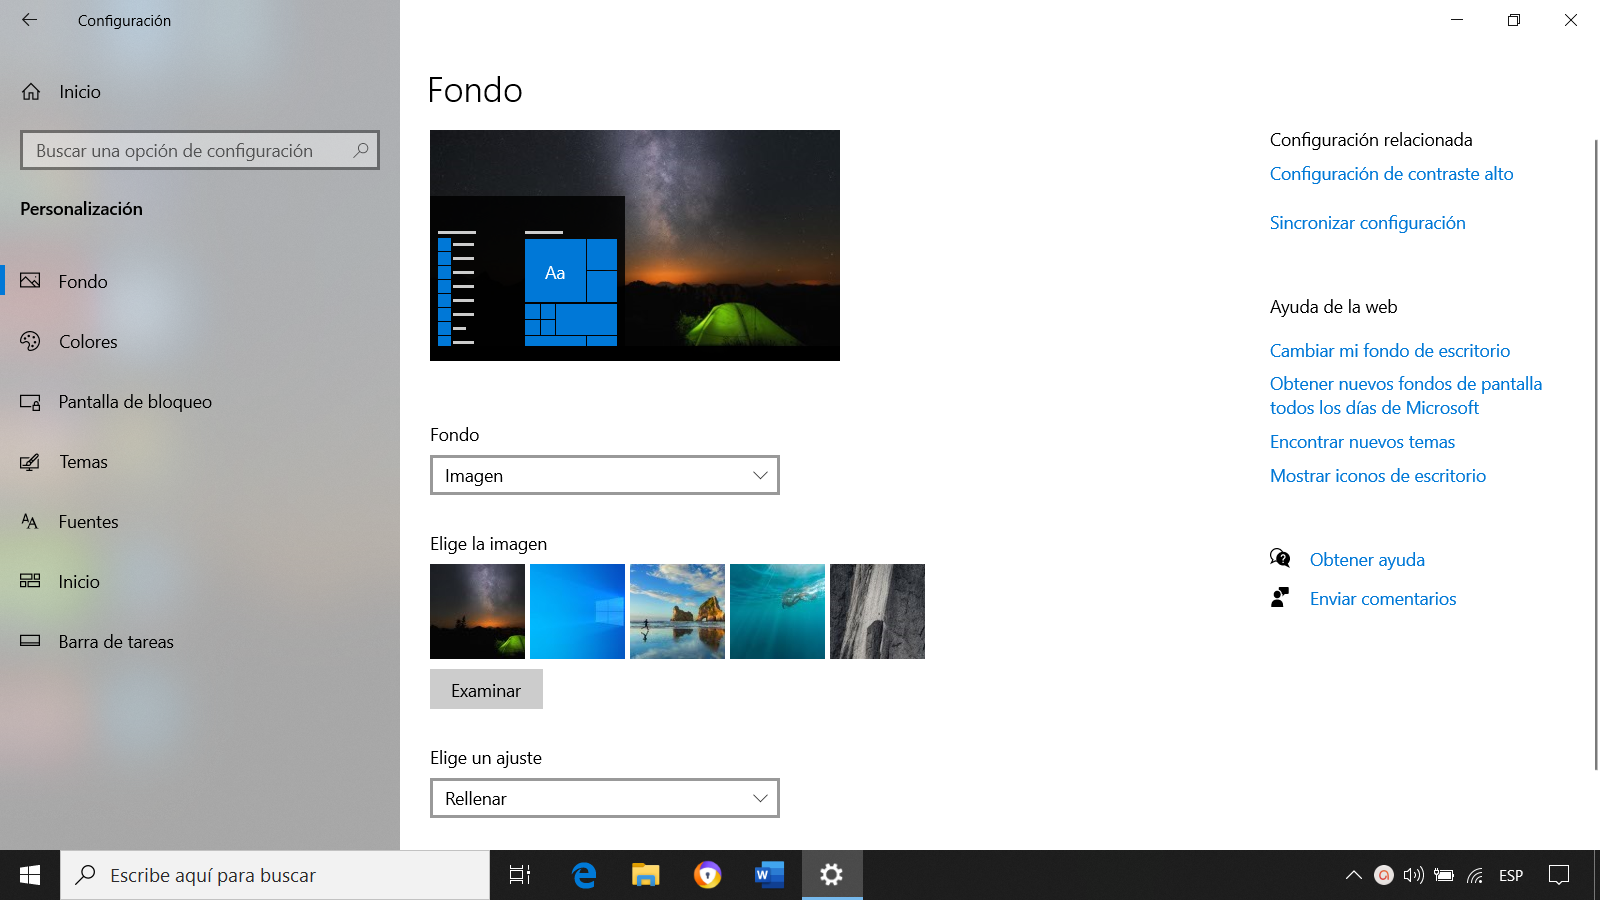 Configuración
Inicio
Buscar una opción de configuración
Personalización
Fondo
Colores
Pantalla de bloqueo
Temas
Fuentes
Inicio
Barra de tareas
Fondo
Aa
Fondo
Imagen
Elige la imagen
Examinar
Elige un ajuste
Rellenar
Configuración relacionada
Configuración de contraste alto
Sincronizar configuración
Ayuda de la web
Cambiar mi fondo de escritorio
Obtener nuevos fondos de pantalla
todos los días de Microsoft
Encontrar nuevos temas
Mostrar iconos de escritorio
Obtener ayuda
Enviar comentarios
Escribe aquí para buscar
ESP